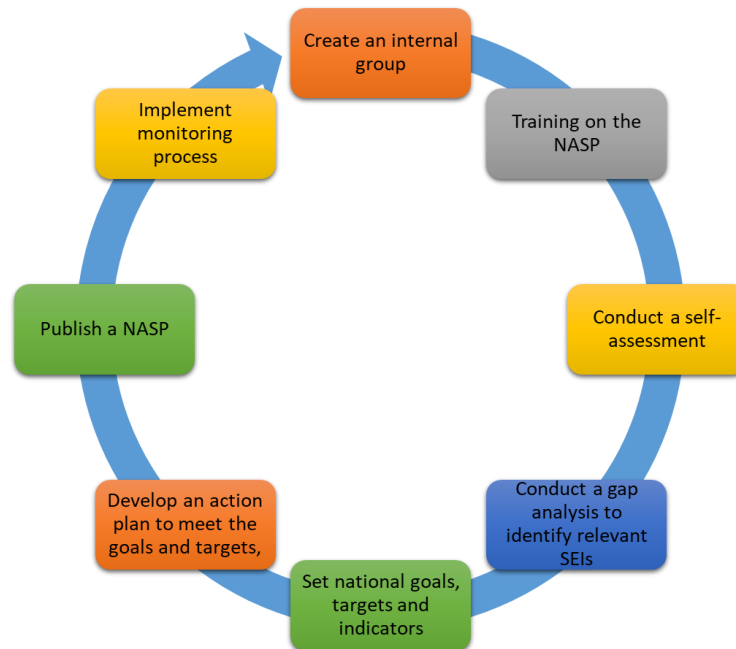 Create an internal
group
Training on the
NASP
Conduct a self-
assessment
Conduct a gap
analysis to
identify relevant
SEIs
Set national goals,
targets and
indicators
Develop an action
plan to meet the
goals and targets,
Publish a NASP
Implement
monitoring
process